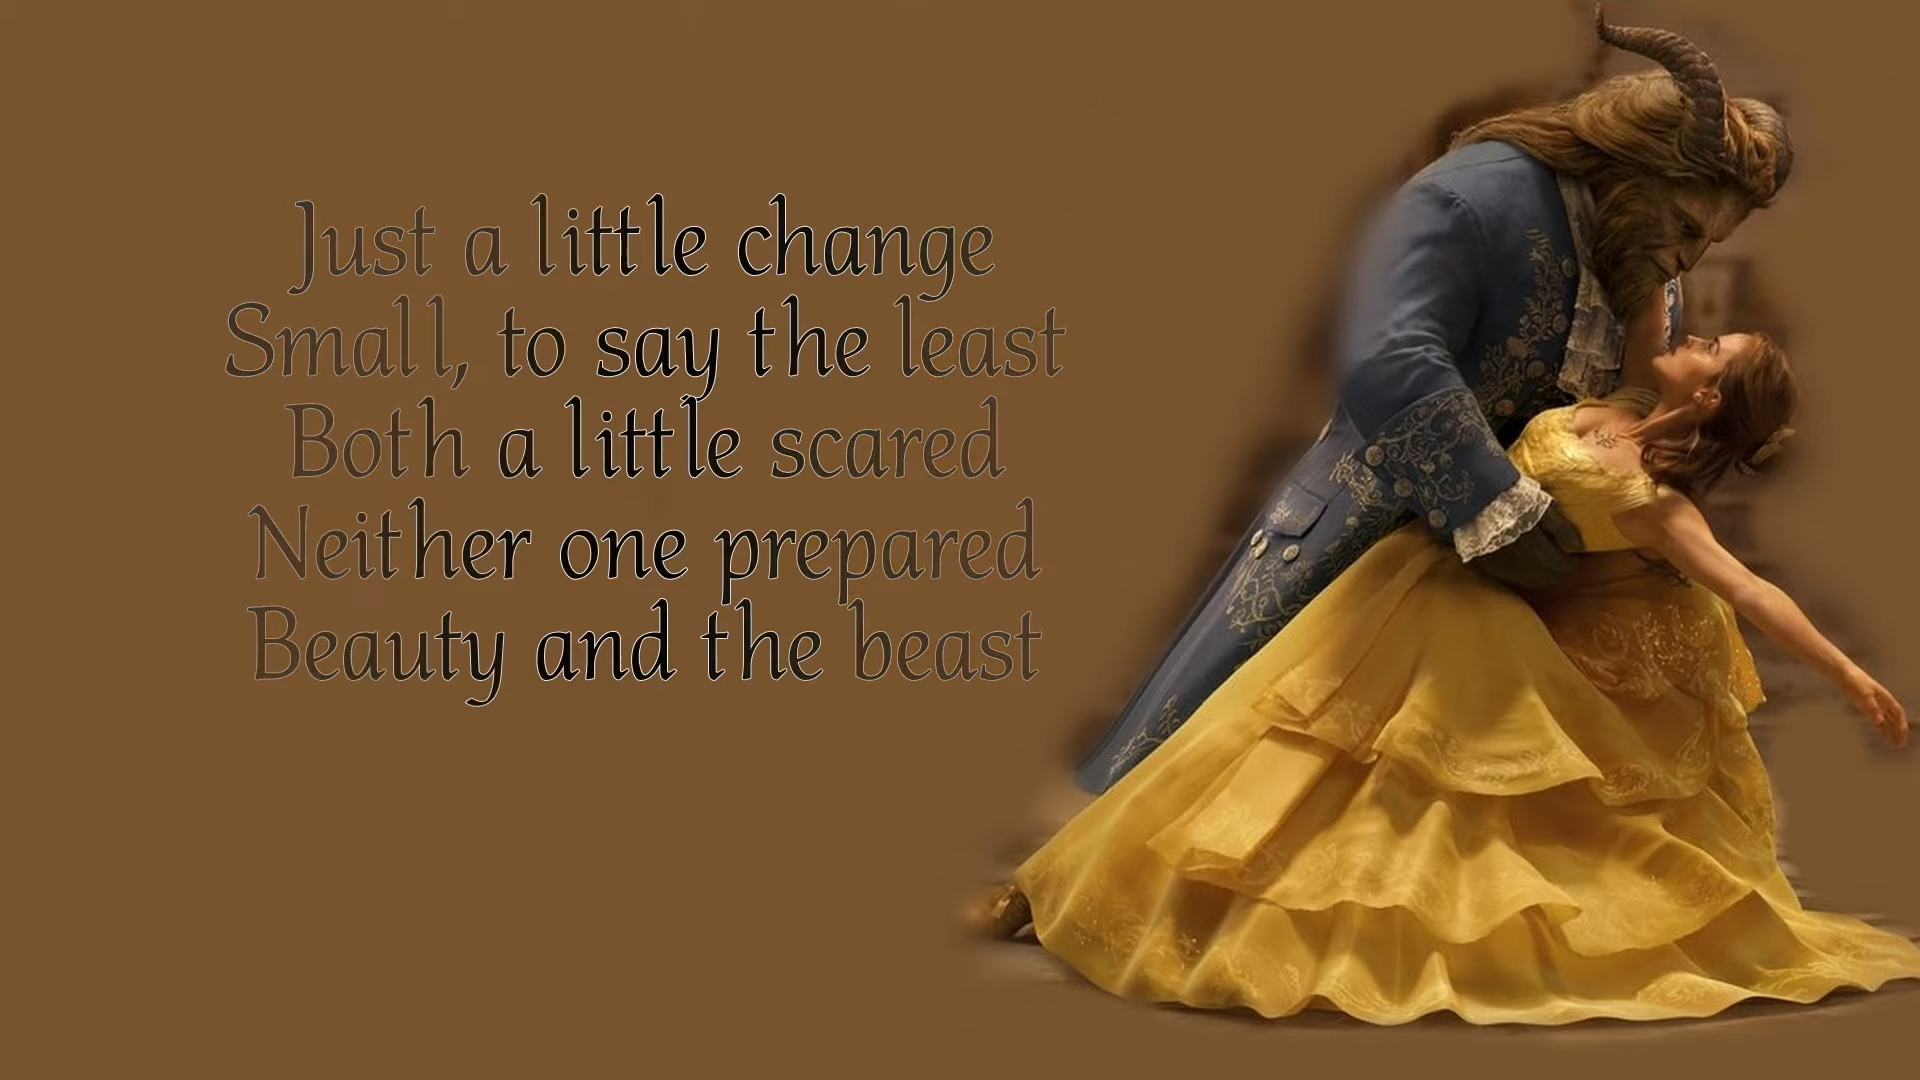 Just a little change
Small, to say the least
Both a little scared
Neither one prepared
Beauty and the beast